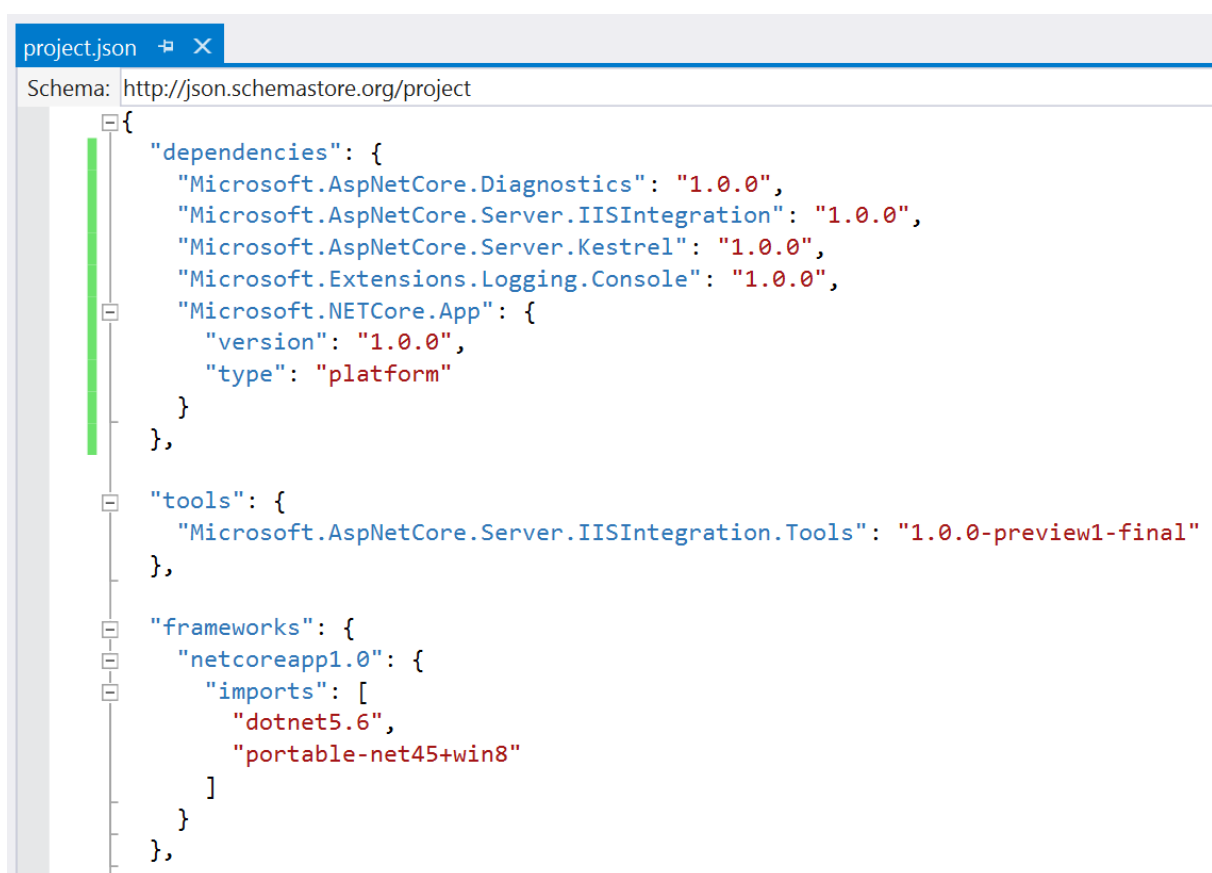 project.json
Schema: http://json.schemastore.org/project
{
  "dependencies": {
    "Microsoft.AspNetCore.Diagnostics": "1.0.0",
    "Microsoft.AspNetCore.Server.IISIntegration": "1.0.0",
    "Microsoft.AspNetCore.Server.Kestrel": "1.0.0",
    "Microsoft.Extensions.Logging.Console": "1.0.0",
    "Microsoft.NETCore.App": {
      "version": "1.0.0",
      "type": "platform"
    }
  },
  "tools": {
    "Microsoft.AspNetCore.Server.IISIntegration.Tools": "1.0.0-preview1-final"
  },
  "frameworks": {
    "netcoreapp1.0": {
      "imports": [
        "dotnet5.6",
        "portable-net45+win8"
      ]
    }
  },